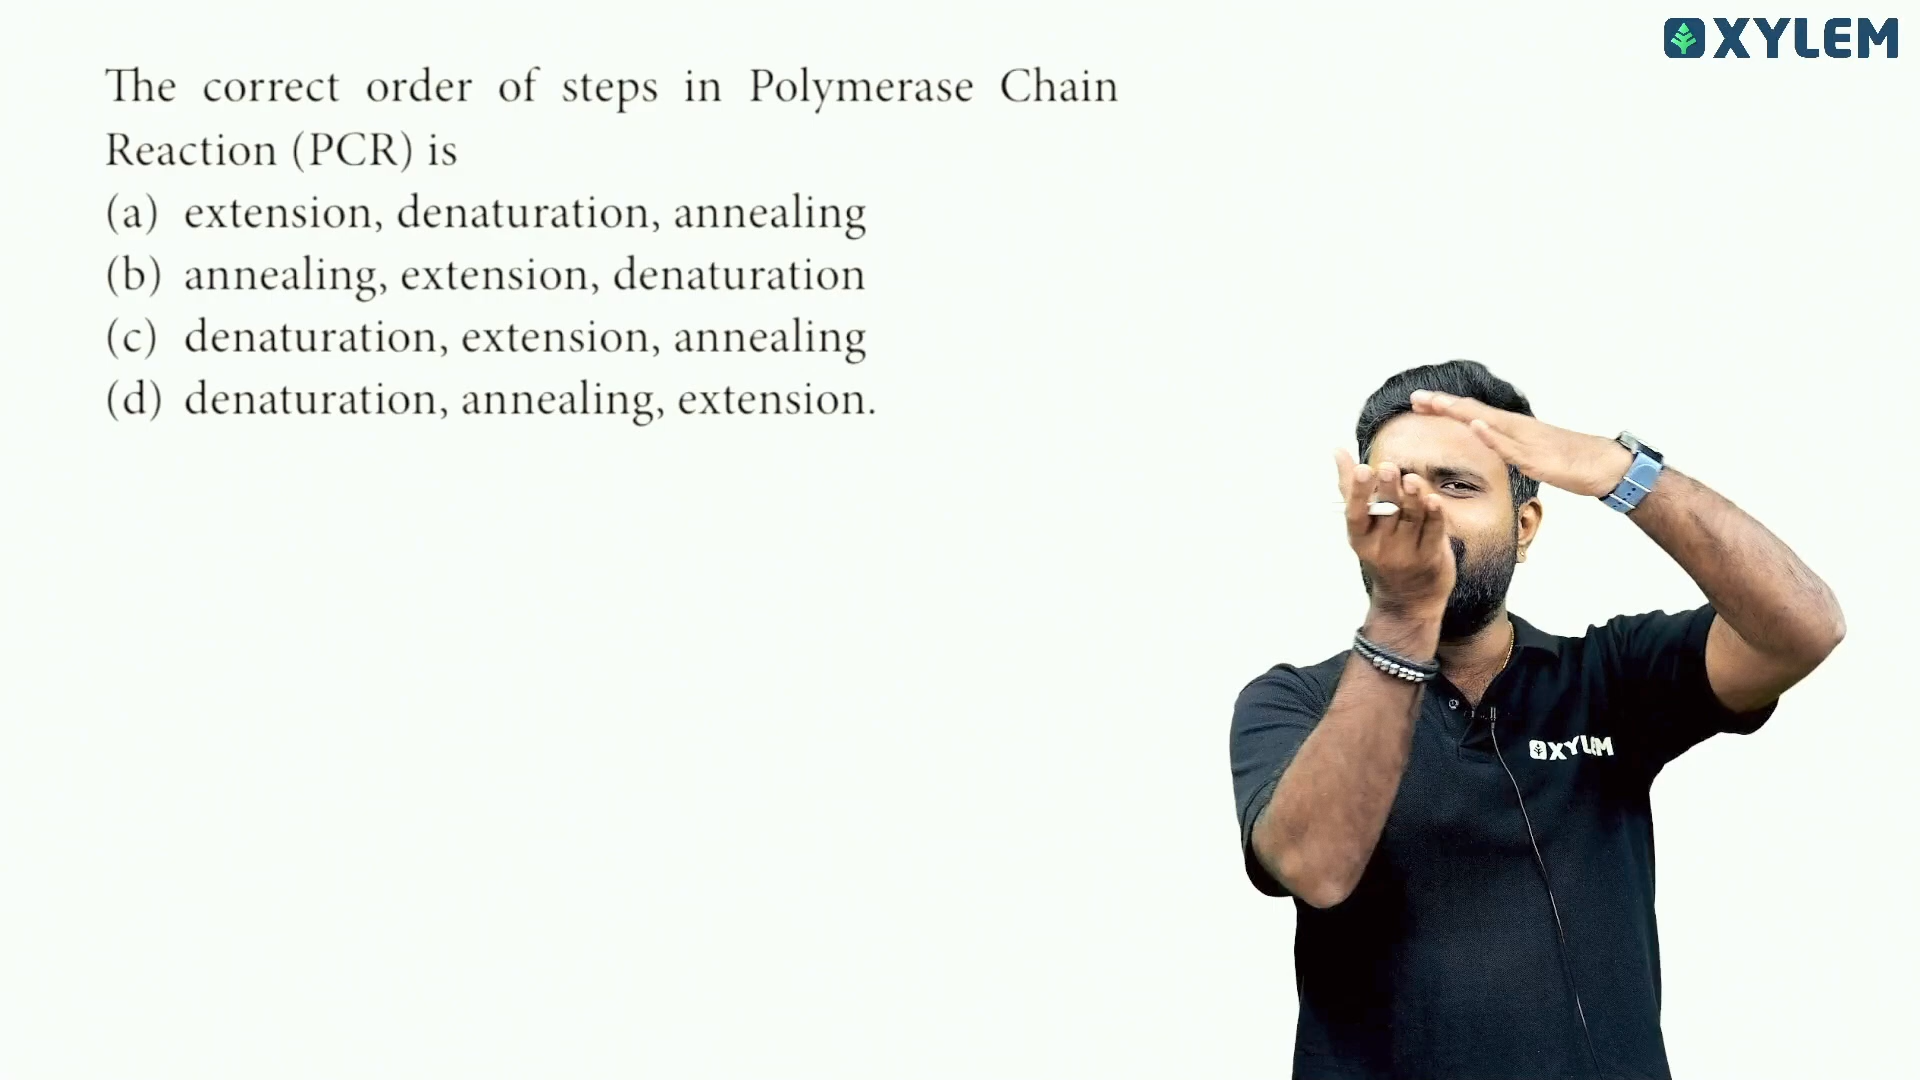 XYLEM
The correct order of steps in Polymerase Chain
Reaction (PCR) is
(a) extension, denaturation, annealing
(b) annealing, extension, denaturation
(c) denaturation, extension, annealing
(d) denaturation, annealing, extension.
XYLEM